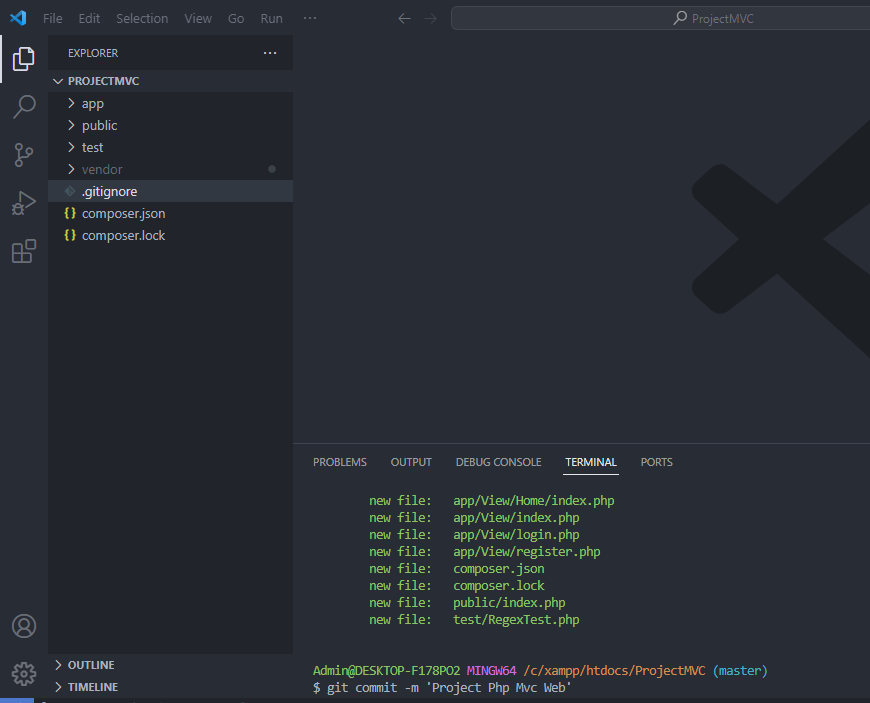 File Edit Selection View Go Run ··· ← → ProjectMVC
EXPLORER ···
PROJECTMVC
app
public
test
vendor
.gitignore
{} composer.json
{} composer.lock
PROBLEMS OUTPUT DEBUG CONSOLE TERMINAL PORTS
new file: app/View/Home/index.php
new file: app/View/index.php
new file: app/View/login.php
new file: app/View/register.php
new file: composer.json
new file: composer.lock
new file: public/index.php
new file: test/RegexTest.php
Admin@DESKTOP-F178PO2 MINGW64 /c/xampp/htdocs/ProjectMVC (master)
$ git commit -m 'Project Php Mvc Web'
OUTLINE
TIMELINE